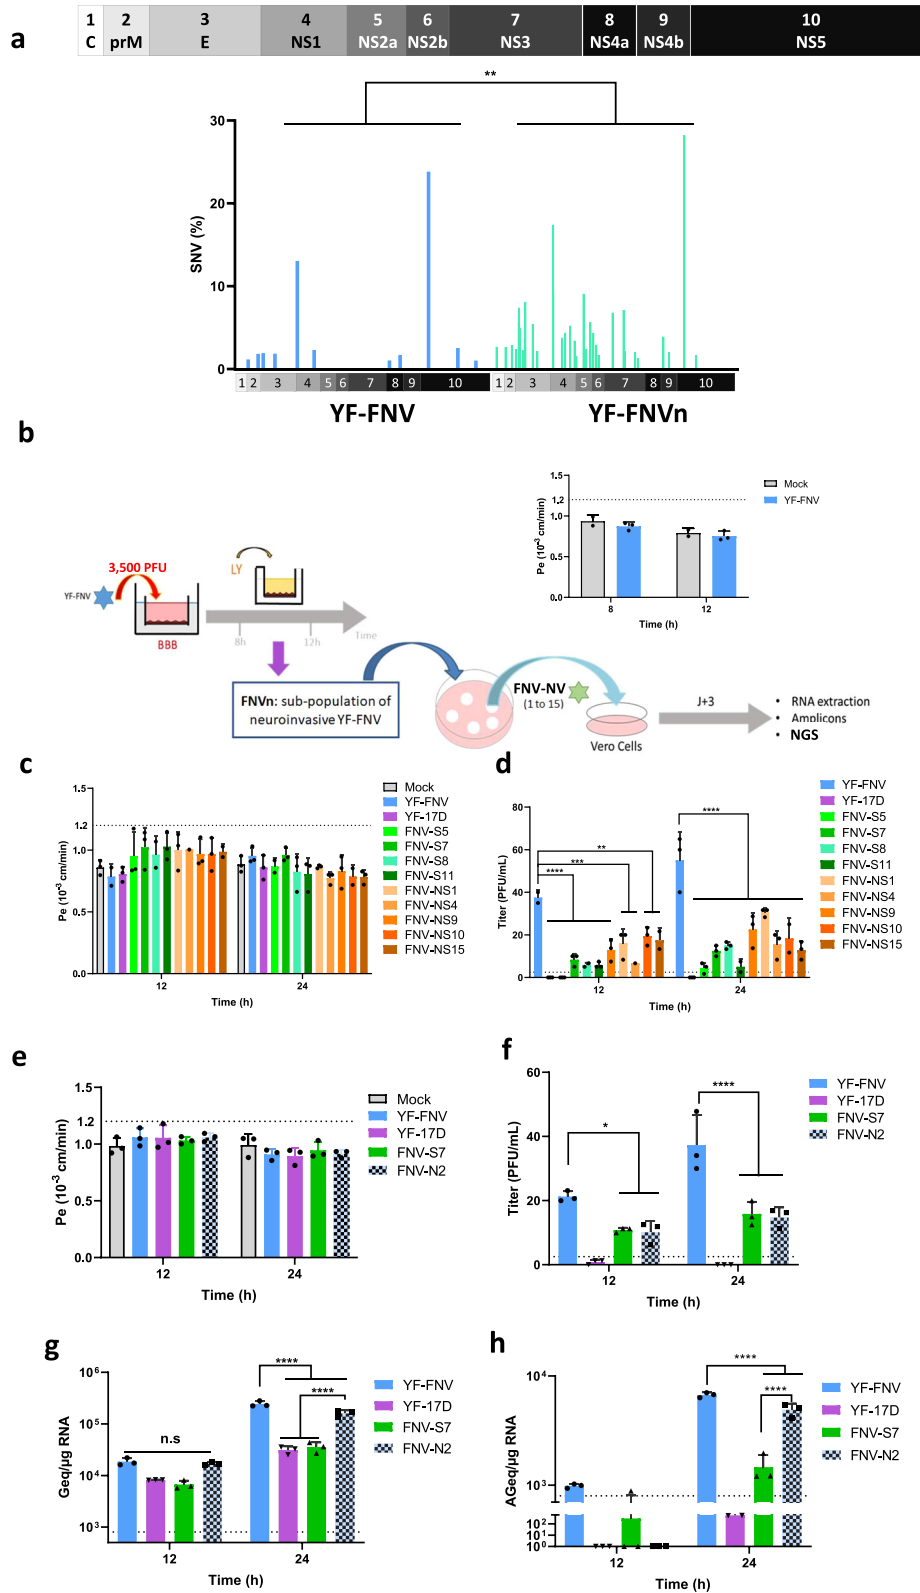 a
1 2 3 4 5 6 7 8 9 10
C prM E NS1 NS2a NS2b NS3 NS4a NS4b NS5
**
30
20
10
0
SNV (%)
1 2 3 4 5 6 7 8 9 10 1 2 3 4 5 6 7 8 9 10
YF-FNV YF-FNVn
b
Mock
YF-FNV
1.5
1.2
1.0
0.5
0.0
Pe (10⁻³ cm/min)
8 12
Time (h)
3,500 PFU
YF-FNV
BBB
LY
8h 12h Time
FNVn: sub-population of
neuroinvasive YF-FNV
FNV-NV
(1 to 15)
Vero Cells
J+3
• RNA extraction
• Amplicons
• NGS
c
1.5
1.2
1.0
0.5
0.0
Pe (10⁻³ cm/min)
12 24
Time (h)
Mock
YF-FNV
YF-17D
FNV-S5
FNV-S7
FNV-S8
FNV-S11
FNV-NS1
FNV-NS4
FNV-NS9
FNV-NS10
FNV-NS15
d
80
60
40
20
0
Titer (PFU/mL)
****
**
***
****
12 24
Time (h)
YF-FNV
YF-17D
FNV-S5
FNV-S7
FNV-S8
FNV-S11
FNV-NS1
FNV-NS4
FNV-NS9
FNV-NS10
FNV-NS15
e
1.5
1.2
1.0
0.5
0.0
Pe (10⁻³ cm/min)
12 24
Time (h)
Mock
YF-FNV
YF-17D
FNV-S7
FNV-N2
f
60
40
20
0
Titer (PFU/mL)
*
****
12 24
Time (h)
YF-FNV
YF-17D
FNV-S7
FNV-N2
g
10⁶
10⁵
10⁴
10³
Geq/µg RNA
n.s
****
****
12 24
Time (h)
YF-FNV
YF-17D
FNV-S7
FNV-N2
h
10⁴
10³
10²
10¹
10⁰
AGeq/µg RNA
****
****
12 24
Time (h)
YF-FNV
YF-17D
FNV-S7
FNV-N2